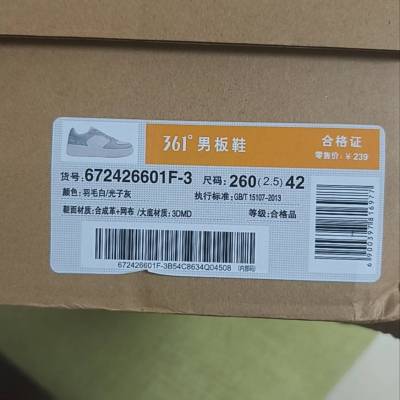 361° 男板鞋
合格证
零售价:￥239
货号:672426601F-3 尺码:260(2.5)42
颜色:羽毛白/光子灰 执行标准:GB/T 15107-2013
鞋面材质:合成革+网布 /大底材质:3DMD 等级:合格品
672426601F-3B54C8634Q04508 (内部码)